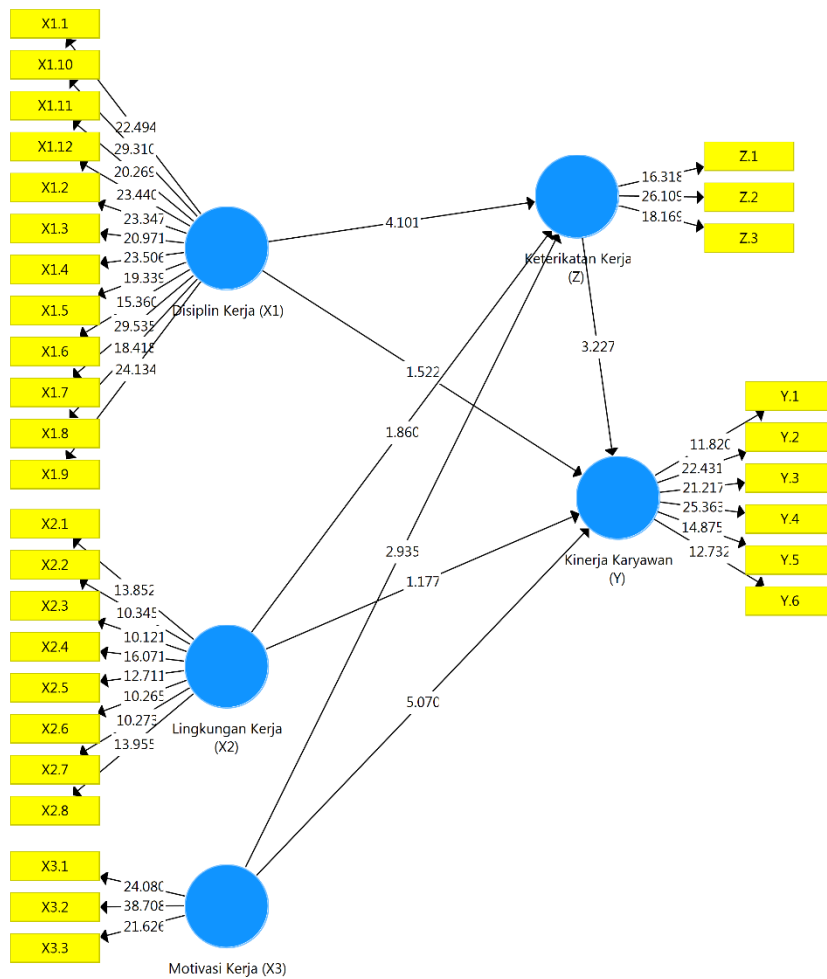 X1.1
X1.10
X1.11
X1.12
X1.2
X1.3
X1.4
X1.5
X1.6
X1.7
X1.8
X1.9
22.494
29.310
20.269
23.440
23.347
20.971
23.506
19.339
15.360
29.535
18.418
24.134
Disiplin Kerja (X1)
4.101
1.522
1.860
2.935
1.177
5.070
3.227
Keterikatan Kerja
(Z)
16.318
26.109
18.169
Z.1
Z.2
Z.3
Kinerja Karyawan
(Y)
11.820
22.431
21.217
25.363
14.875
12.732
Y.1
Y.2
Y.3
Y.4
Y.5
Y.6
X2.1
X2.2
X2.3
X2.4
X2.5
X2.6
X2.7
X2.8
13.852
10.345
10.121
16.071
12.711
10.265
10.273
13.955
Lingkungan Kerja
(X2)
X3.1
X3.2
X3.3
24.080
38.708
21.626
Motivasi Kerja (X3)